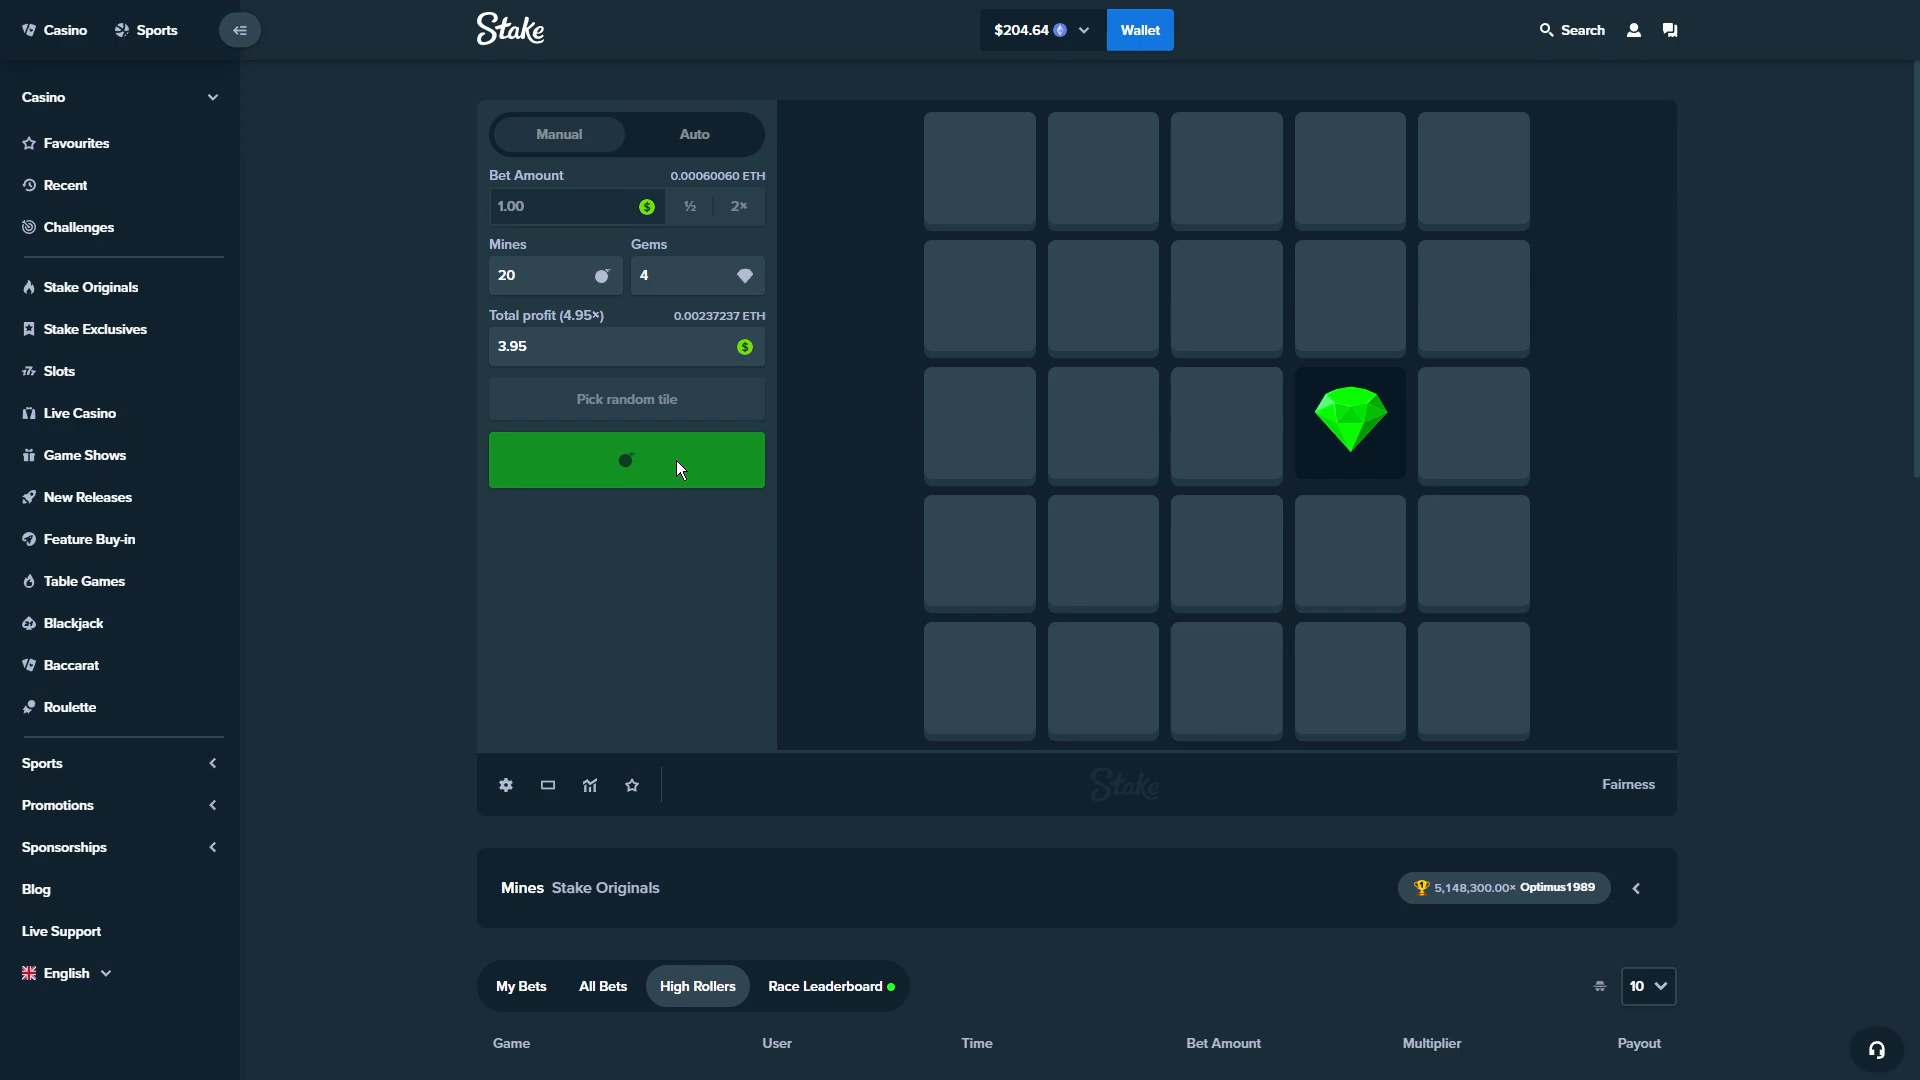 Casino
Sports
Stake
$204.64
Wallet
Search
Casino
Favourites
Recent
Challenges
Stake Originals
Stake Exclusives
Slots
Live Casino
Game Shows
New Releases
Feature Buy-in
Table Games
Blackjack
Baccarat
Roulette
Sports
Promotions
Sponsorships
Blog
Live Support
English
Manual
Auto
Bet Amount
0.00060060 ETH
1.00
$
½
2×
Mines
Gems
20
4
Total profit (4.95×)
0.00237237 ETH
3.95
$
Pick random tile
Stake
Fairness
Mines Stake Originals
5,148,300.00× Optimus1989
My Bets
All Bets
High Rollers
Race Leaderboard
10
Game
User
Time
Bet Amount
Multiplier
Payout